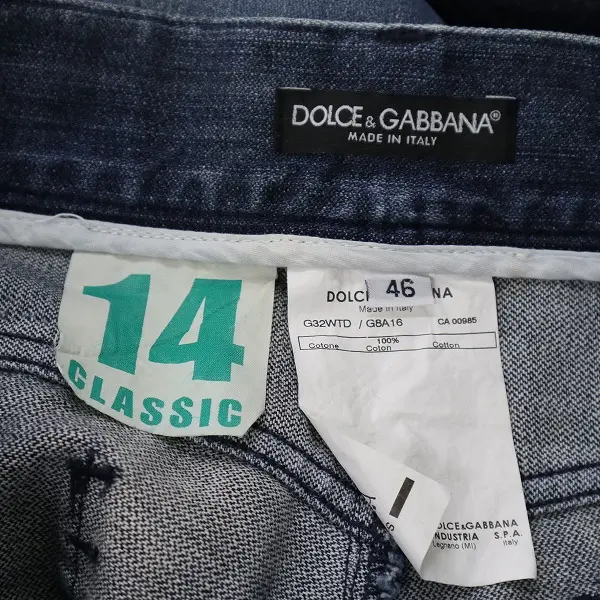 DOLCE & GABBANA®
MADE IN ITALY
14
CLASSIC
46
DOLC NA
Made in Italy
G32WTD / G8A16 CA 00985
100%
Cotone Coton Cotton
DOLCE&GABBANA
INDUSTRIA S.P.A.
Legnano (MI) Italy